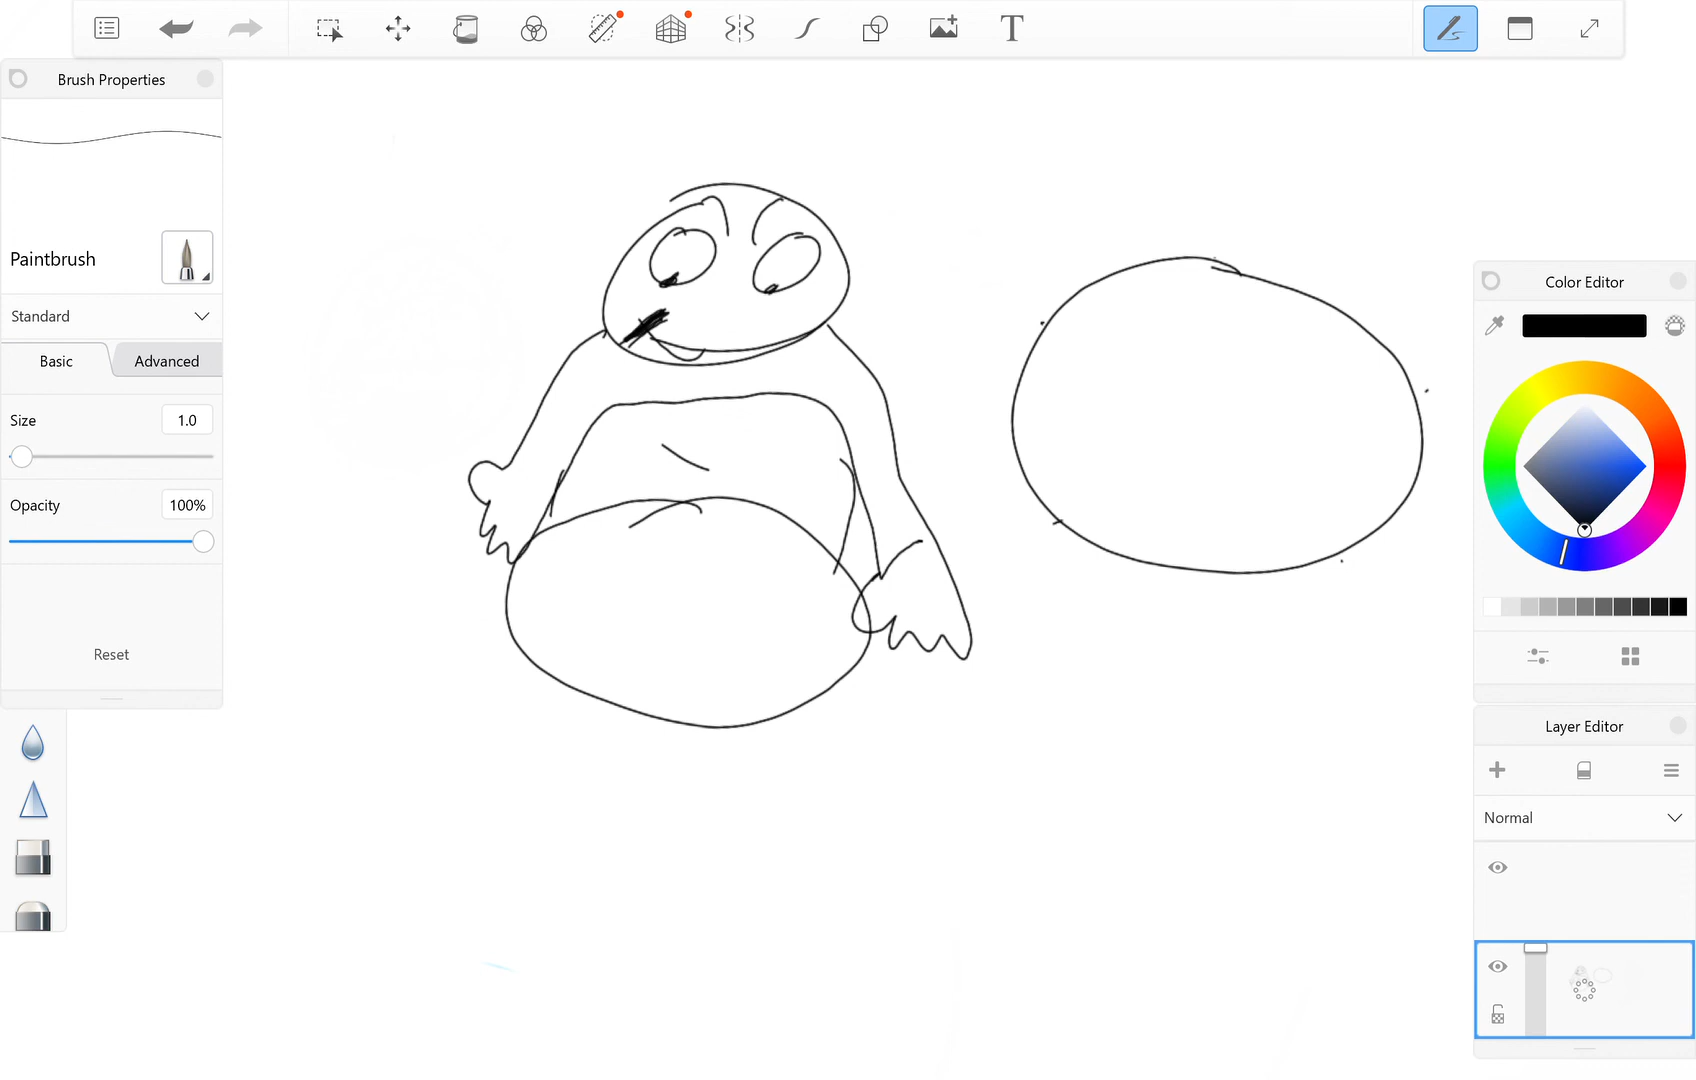 T
Brush Properties
Paintbrush
Standard
Basic
Advanced
Size
1.0
Opacity
100%
Reset
Color Editor
Layer Editor
Normal